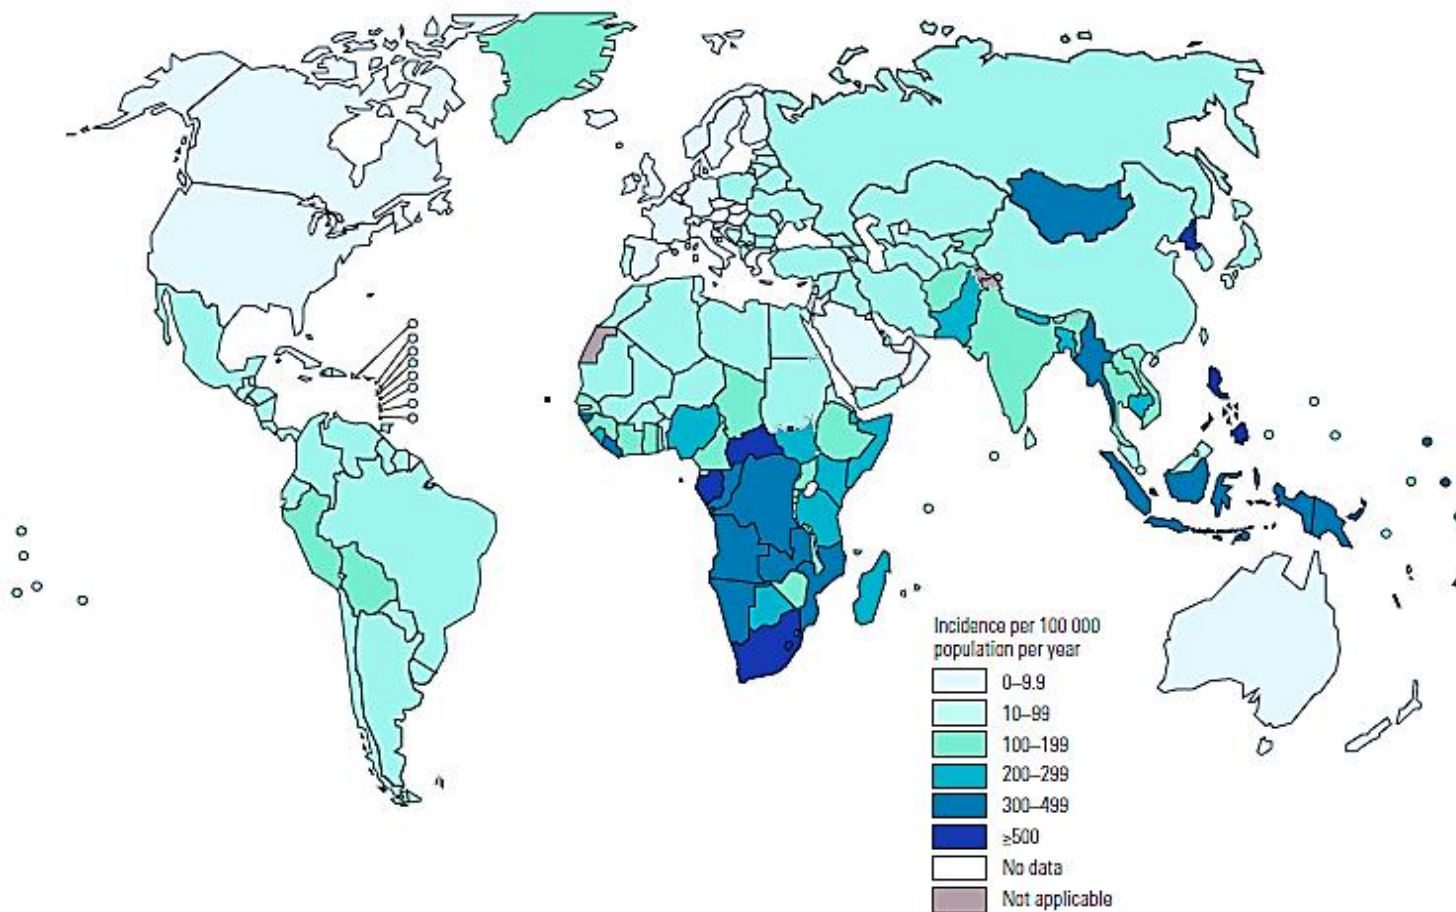 Incidence per 100 000
population per year
0–9.9
10–99
100–199
200–299
300–499
≥500
No data
Not applicable